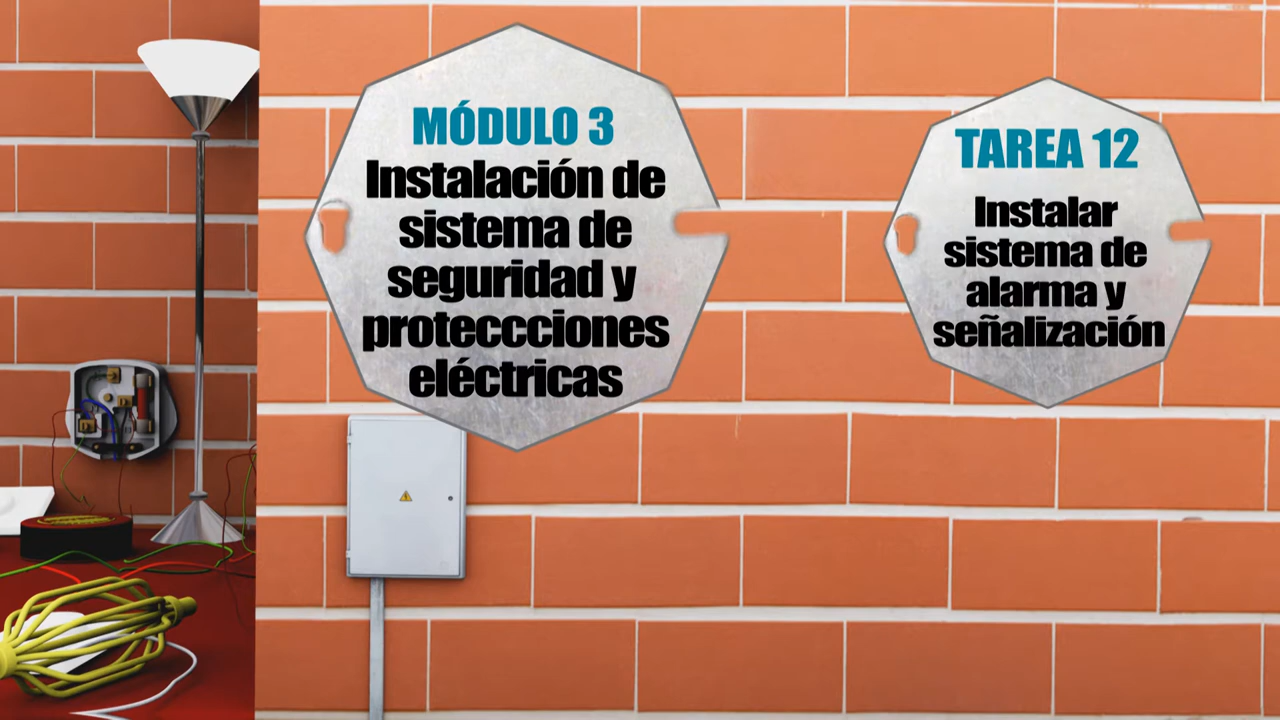 MÓDULO 3
Instalación de
sistema de
seguridad y
proteccciones
eléctricas
TAREA 12
Instalar
sistema de
alarma y
señalización